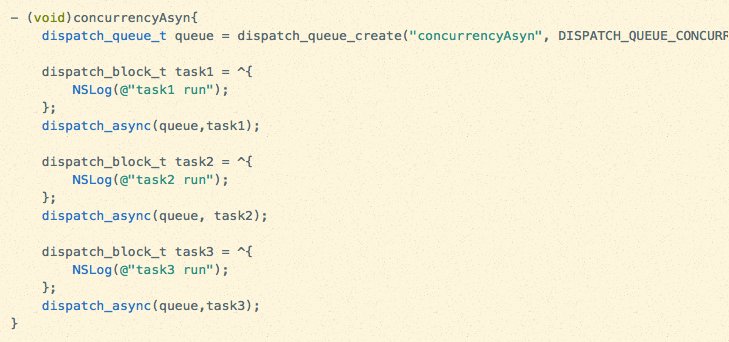 - (void)concurrencyAsyn{
    dispatch_queue_t queue = dispatch_queue_create("concurrencyAsyn", DISPATCH_QUEUE_CONCURR
    dispatch_block_t task1 = ^{
        NSLog(@"task1 run");
    };
    dispatch_async(queue,task1);
    dispatch_block_t task2 = ^{
        NSLog(@"task2 run");
    };
    dispatch_async(queue, task2);
    dispatch_block_t task3 = ^{
        NSLog(@"task3 run");
    };
    dispatch_async(queue,task3);
}